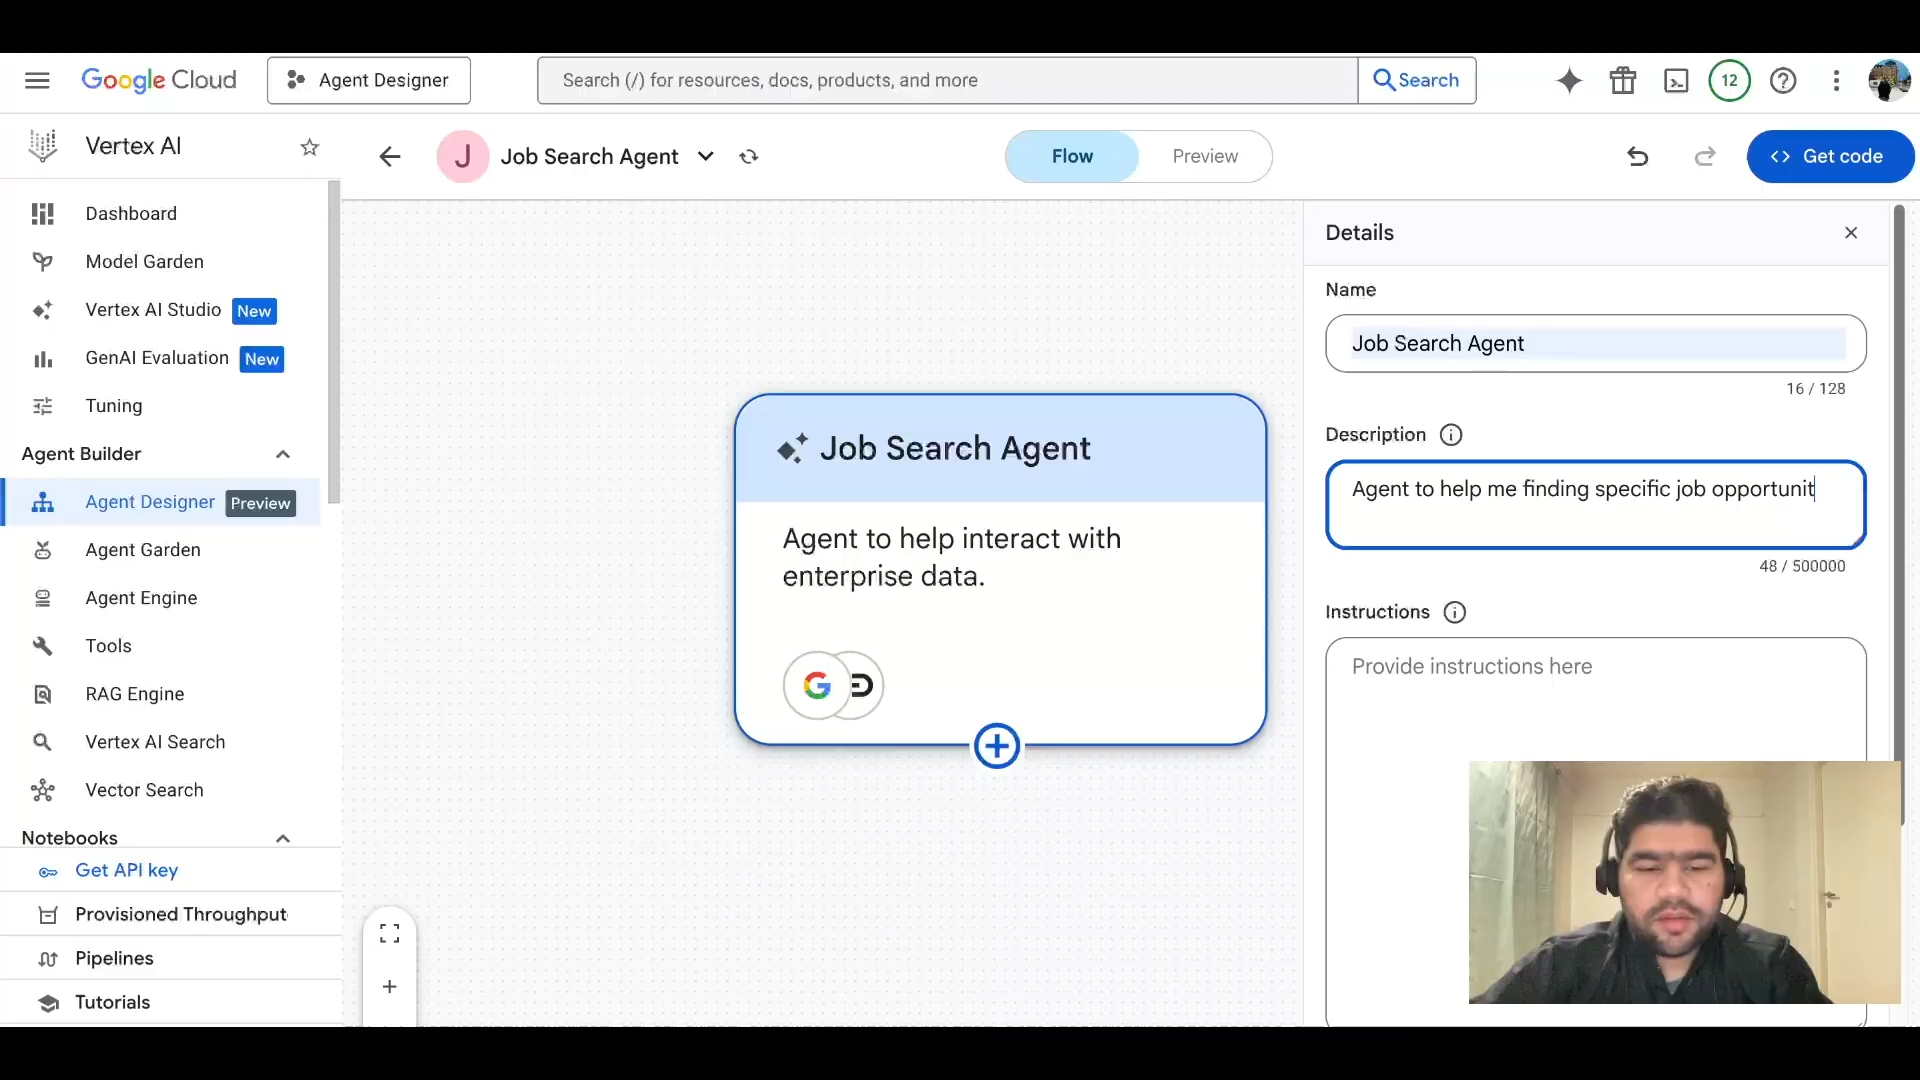 Google Cloud
Agent Designer
Search (/) for resources, docs, products, and more
Search
12
Vertex AI
J
Job Search Agent
Flow
Preview
Get code
Dashboard
Model Garden
Vertex AI Studio New
GenAI Evaluation New
Tuning
Agent Builder
Agent Designer Preview
Agent Garden
Agent Engine
Tools
RAG Engine
Vertex AI Search
Vector Search
Notebooks
Get API key
Provisioned Throughput
Pipelines
Tutorials
Job Search Agent
Agent to help interact with
enterprise data.
Details
Name
Job Search Agent
16 / 128
Description
Agent to help me finding specific job opportunit
48 / 500000
Instructions
Provide instructions here